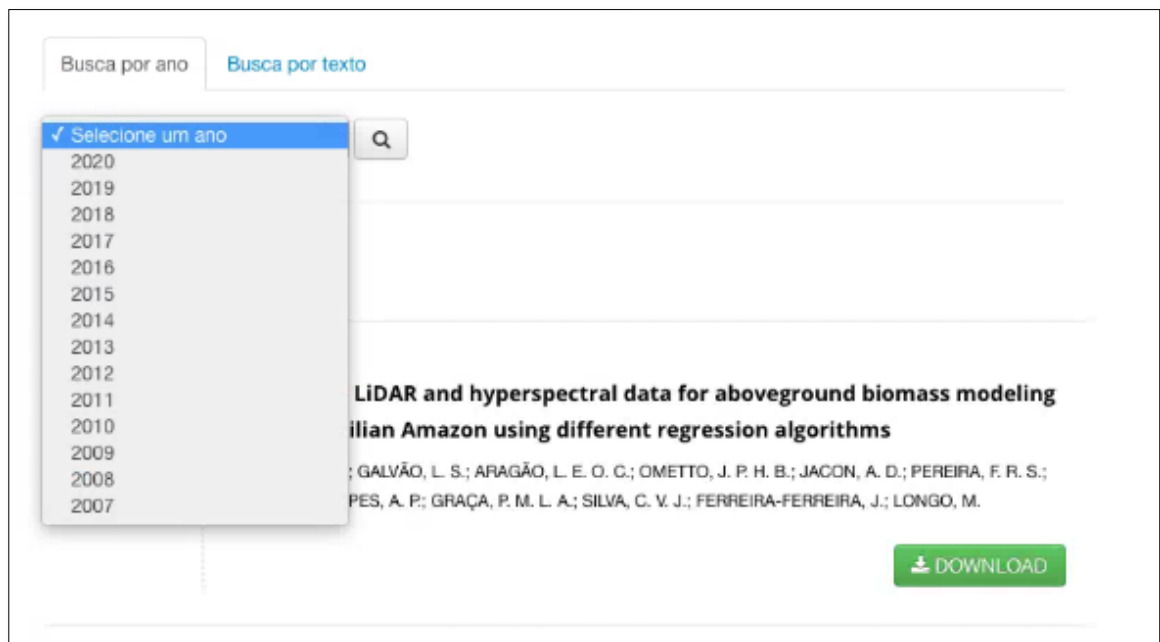 Busca por ano Busca por texto
✓ Selecione um ano
2020
2019
2018
2017
2016
2015
2014
2013
2012
2011
2010
2009
2008
2007
LiDAR and hyperspectral data for aboveground biomass modeling
ilian Amazon using different regression algorithms
; GALVÃO, L. S.; ARAGÃO, L. E. O. C.; OMETTO, J. P. H. B.; JACON, A. D.; PEREIRA, F. R. S.;
PES, A. P.; GRAÇA, P. M. L. A.; SILVA, C. V. J.; FERREIRA-FERREIRA, J.; LONGO, M.
DOWNLOAD